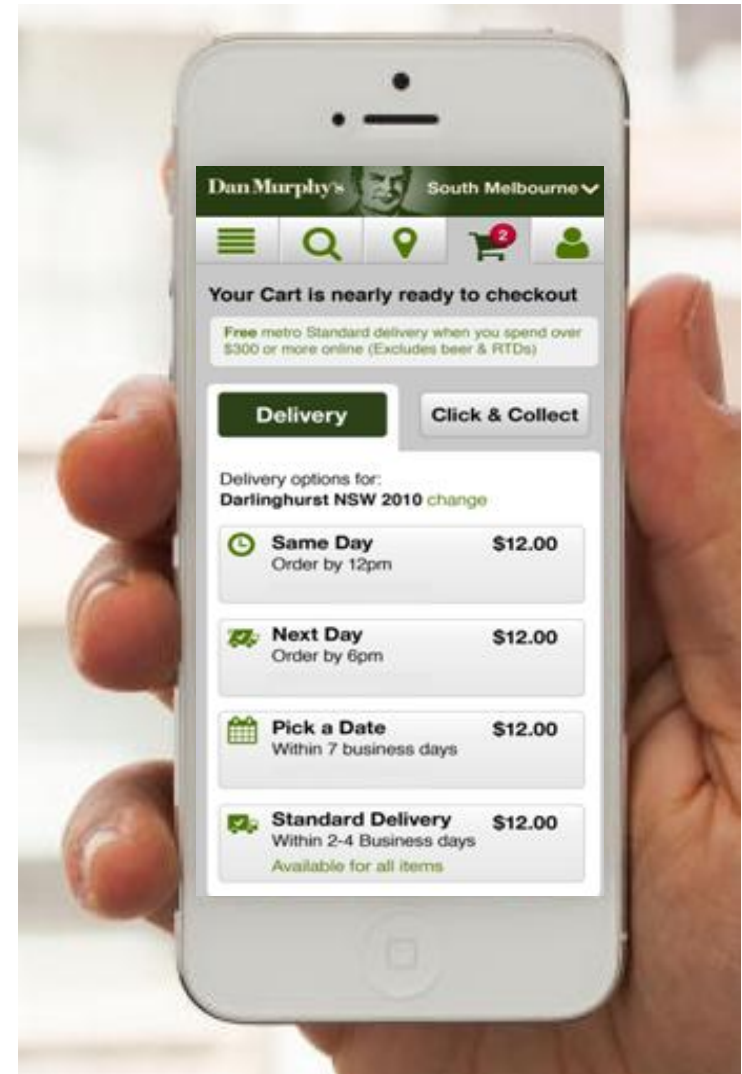 Dan Murphy's
South Melbourne
2
Your Cart is nearly ready to checkout
Free metro Standard delivery when you spend over
$300 or more online (Excludes beer & RTDs)
Delivery
Click & Collect
Delivery options for:
Darlinghurst NSW 2010 change
Same Day $12.00
Order by 12pm
Next Day $12.00
Order by 6pm
Pick a Date $12.00
Within 7 business days
Standard Delivery $12.00
Within 2-4 Business days
Available for all items